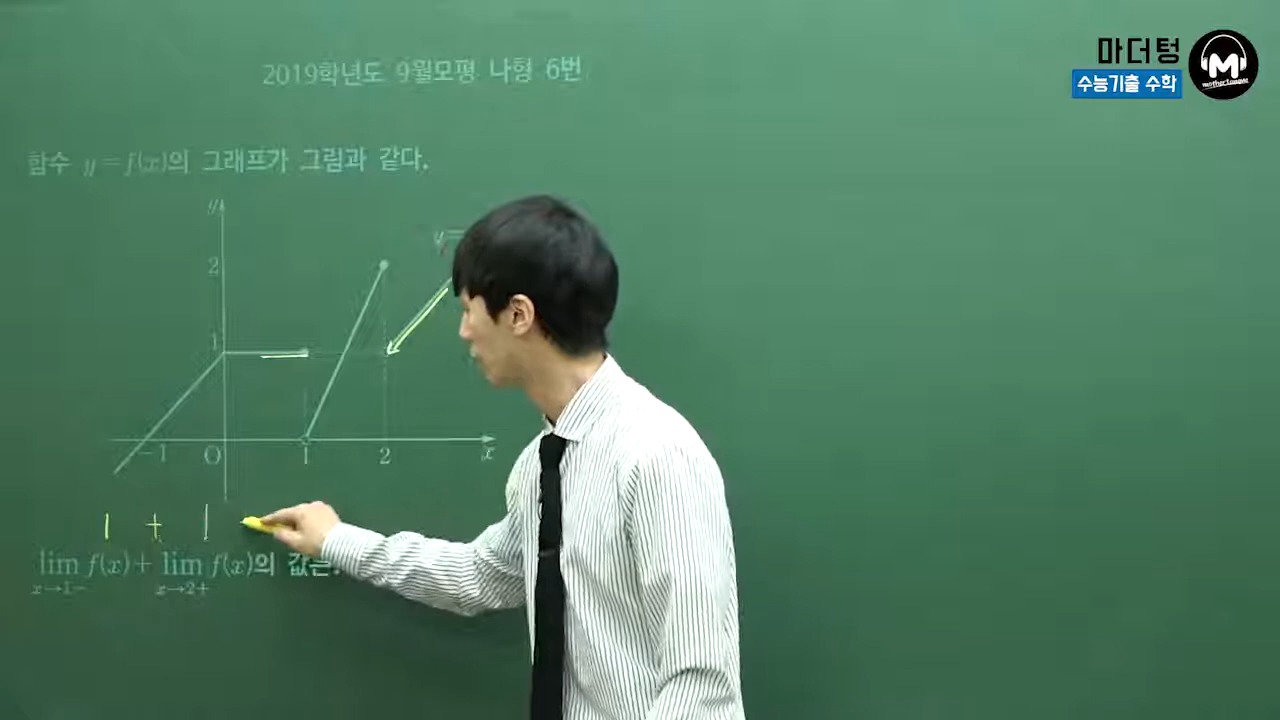 마더텅
수능기출 수학
M
mother Tongue
2019학년도 9월모평 나형 6번
함수 y=f(x)의 그래프가 그림과 같다.
y
y=
2
1
-1 O 1 2 x
1 + 1
lim f(x)+ lim f(x)의 값은?
x→1- x→2+